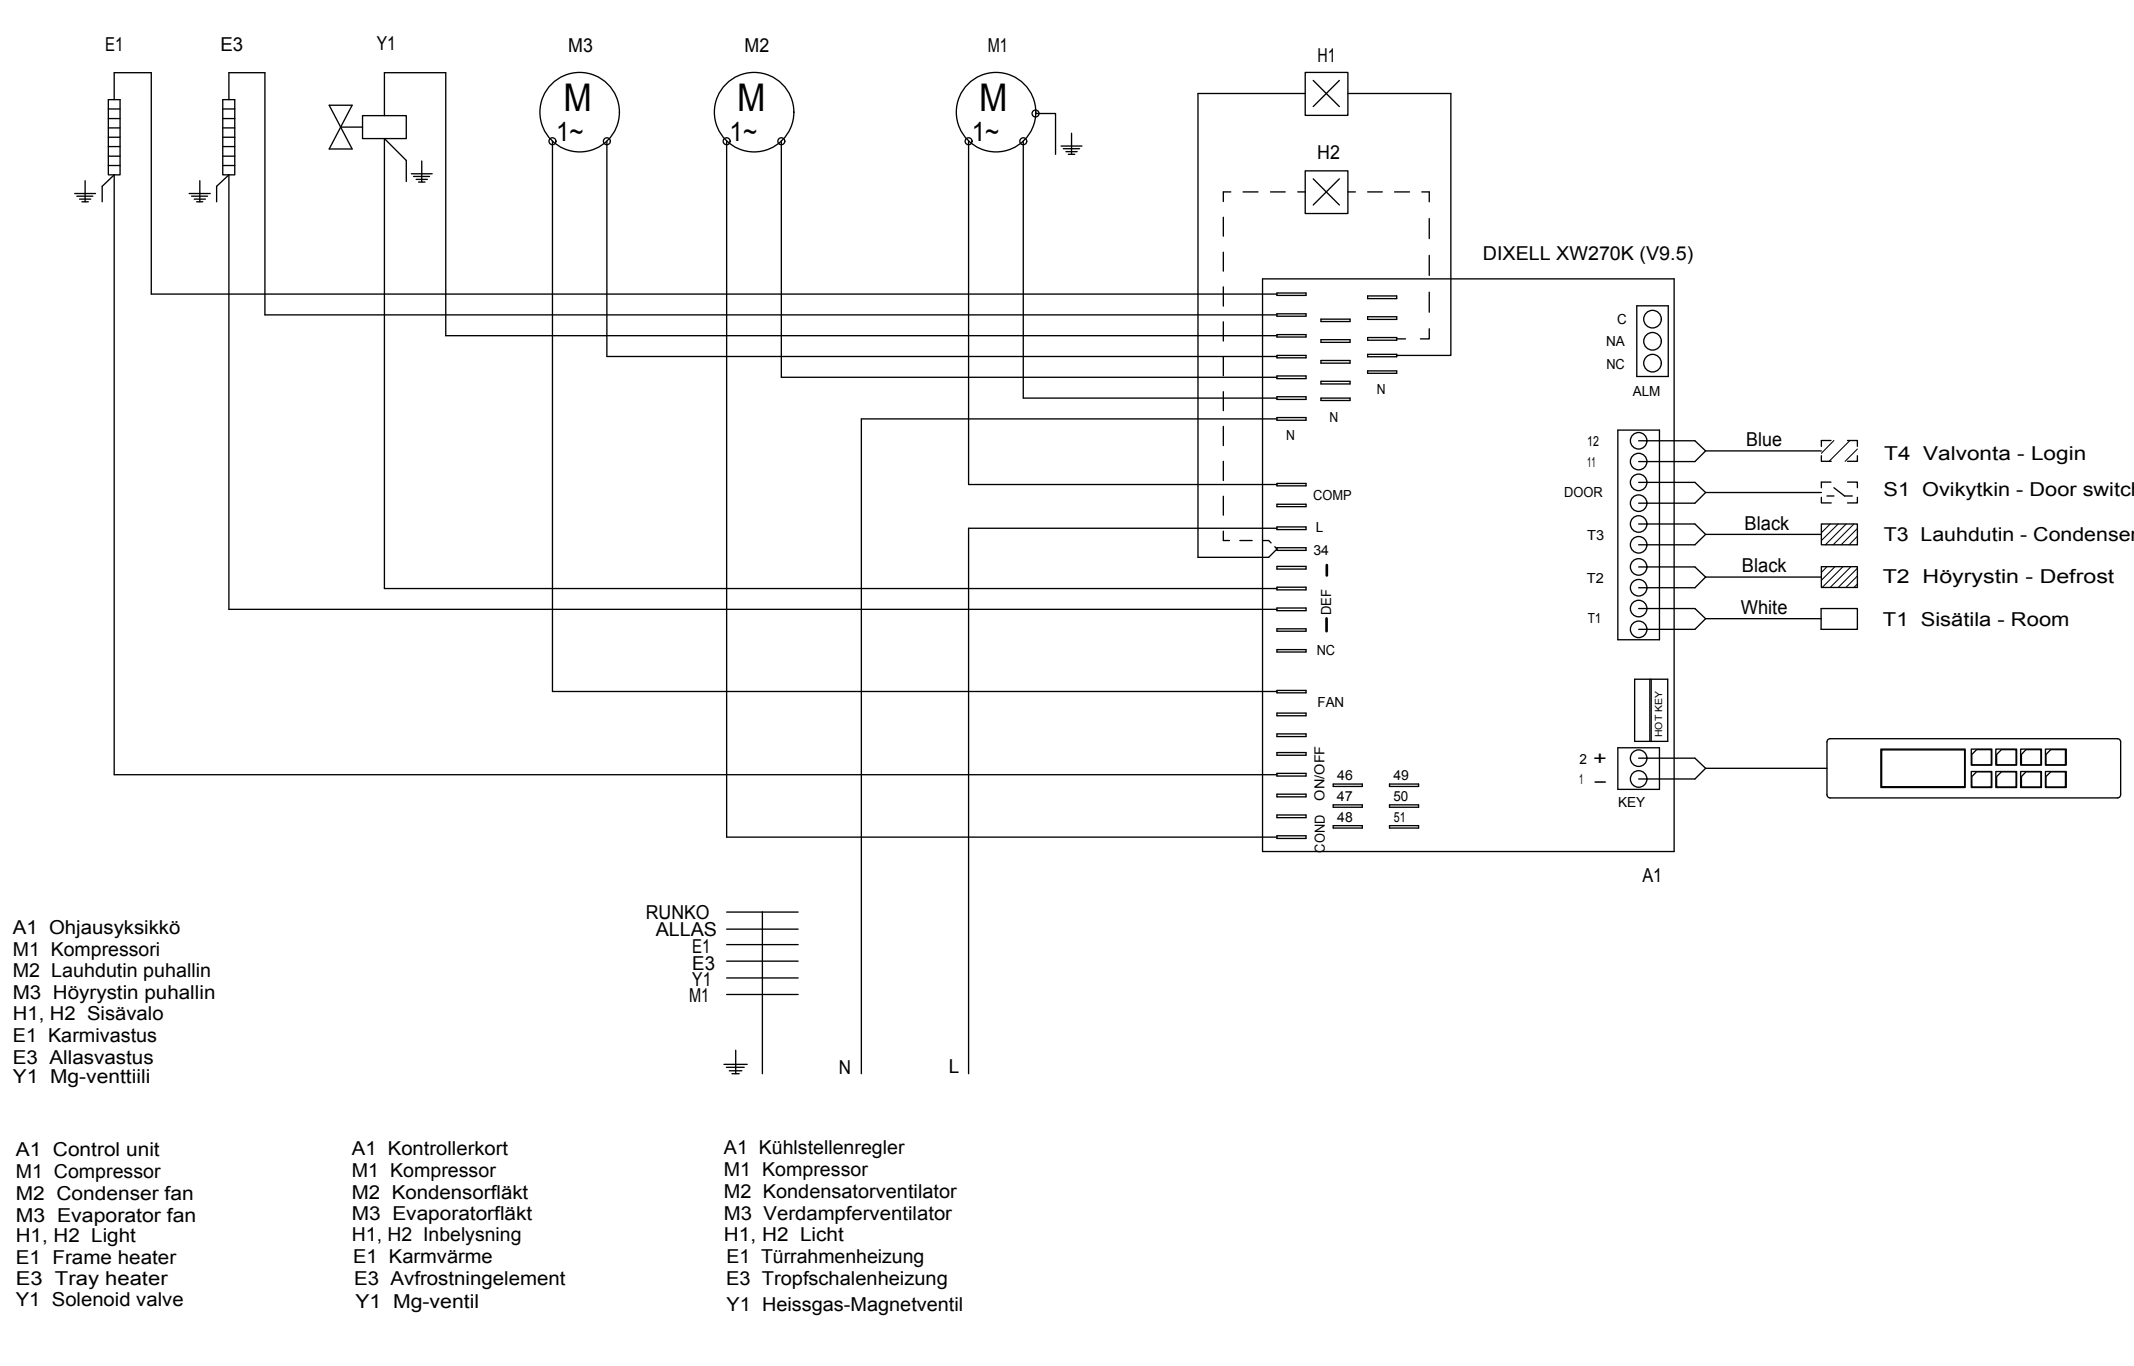 E1 E3 Y1 M3 M2 M1 H1
M 1~
M 1~
M 1~
H2
DIXELL XW270K (V9.5)
C
NA
NC
ALM
N
N
N
12
11
DOOR
T3
T2
T1
Blue
Black
Black
White
T4 Valvonta - Login
S1 Ovikytkin - Door switch
T3 Lauhdutin - Condenser
T2 Höyrystin - Defrost
T1 Sisätila - Room
COMP
L
34
DEF
NC
FAN
ON/OFF
COND
46 49
47 50
48 51
HOT KEY
2 +
1 –
KEY
A1
A1 Ohjausyksikkö
M1 Kompressori
M2 Lauhdutin puhallin
M3 Höyrystin puhallin
H1, H2 Sisävalo
E1 Karmivastus
E3 Allasvastus
Y1 Mg-venttiili
RUNKO
ALLAS
E1
E3
Y1
M1
N L
A1 Control unit
M1 Compressor
M2 Condenser fan
M3 Evaporator fan
H1, H2 Light
E1 Frame heater
E3 Tray heater
Y1 Solenoid valve
A1 Kontrollerkort
M1 Kompressor
M2 Kondensorfläkt
M3 Evaporatorfläkt
H1, H2 Inbelysning
E1 Karmvärme
E3 Avfrostningelement
Y1 Mg-ventil
A1 Kühlstellenregler
M1 Kompressor
M2 Kondensatorventilator
M3 Verdampferventilator
H1, H2 Licht
E1 Türrahmenheizung
E3 Tropfschalenheizung
Y1 Heissgas-Magnetventil